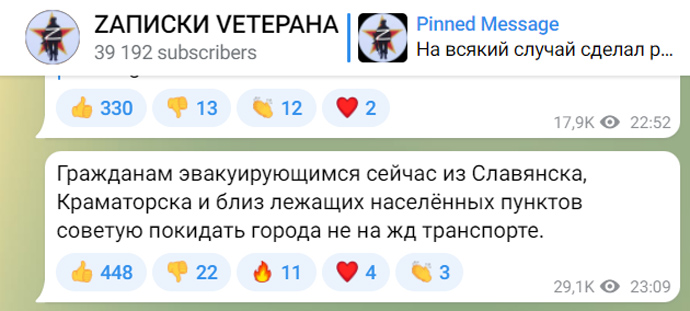 ZАПИСКИ VЕТЕРАНА
39 192 subscribers
Pinned Message
На всякий случай сделал р...
330 13 12 2
17,9K 22:52
Гражданам эвакуирующимся сейчас из Славянска,
Краматорска и близ лежащих населённых пунктов
советую покидать города не на жд транспорте.
448 22 11 4 3
29,1K 23:09